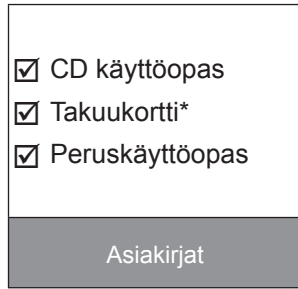 ☑ CD käyttöopas
☑ Takuukortti*
☑ Peruskäyttöopas
Asiakirjat